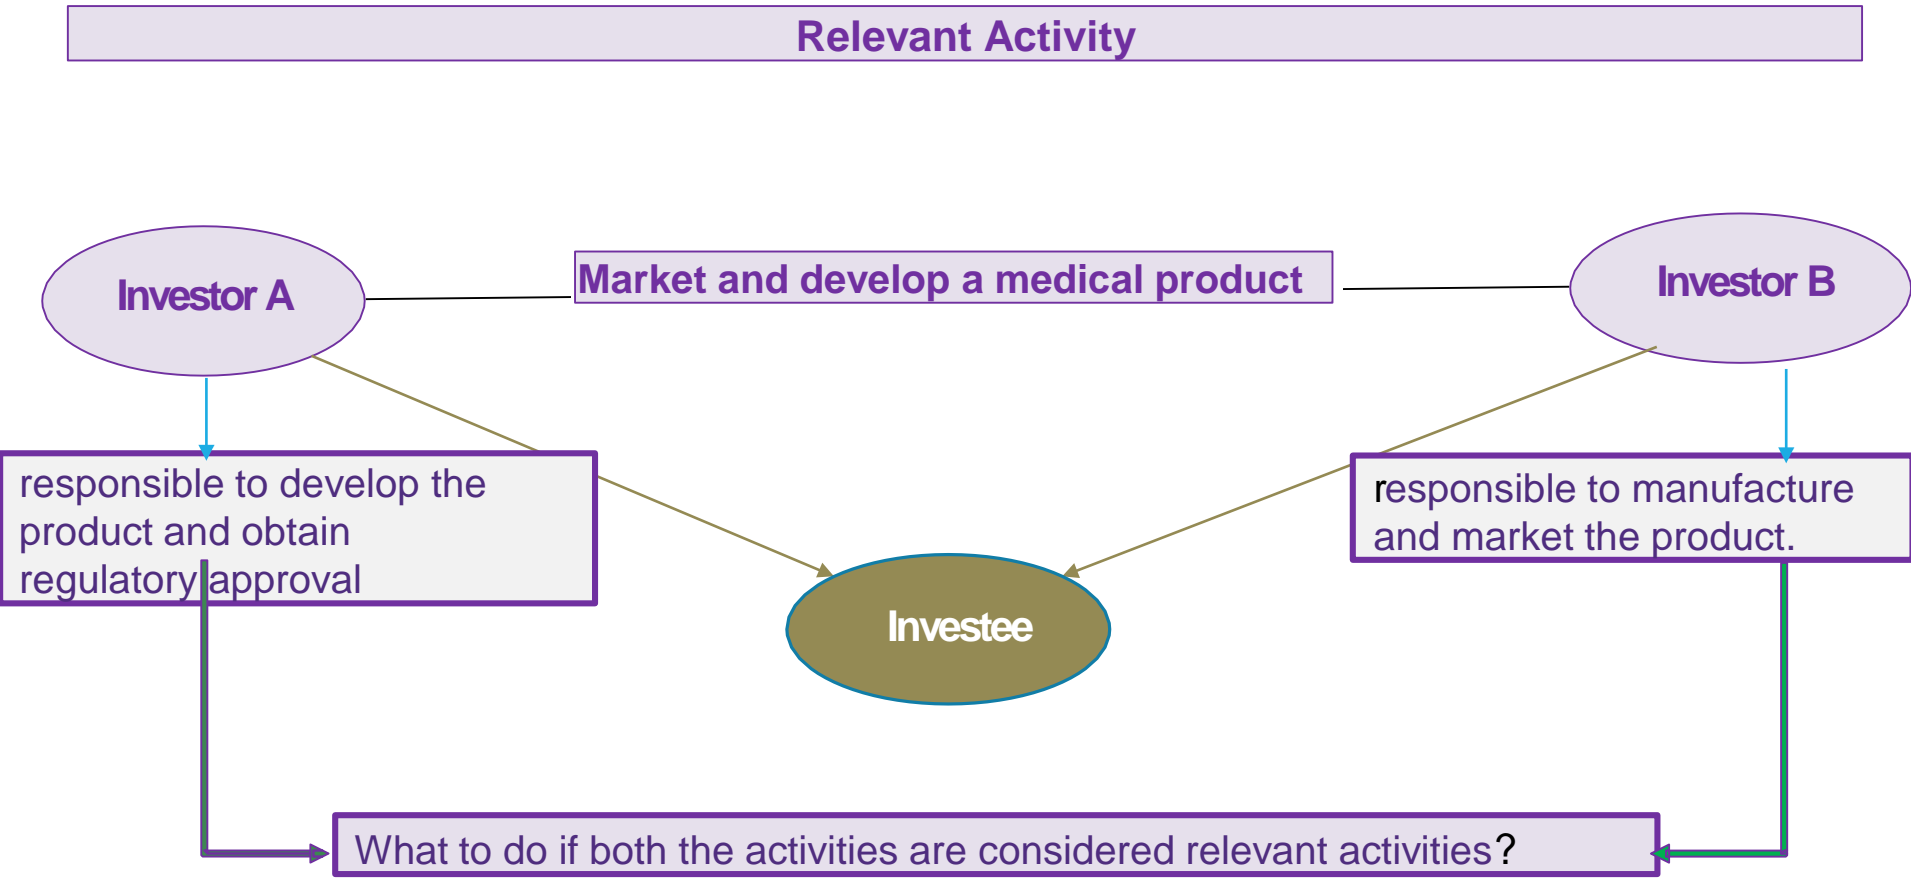 Relevant Activity
Investor A
Market and develop a medical product
Investor B
responsible to develop the
product and obtain
regulatory approval
responsible to manufacture
and market the product.
Investee
What to do if both the activities are considered relevant activities?